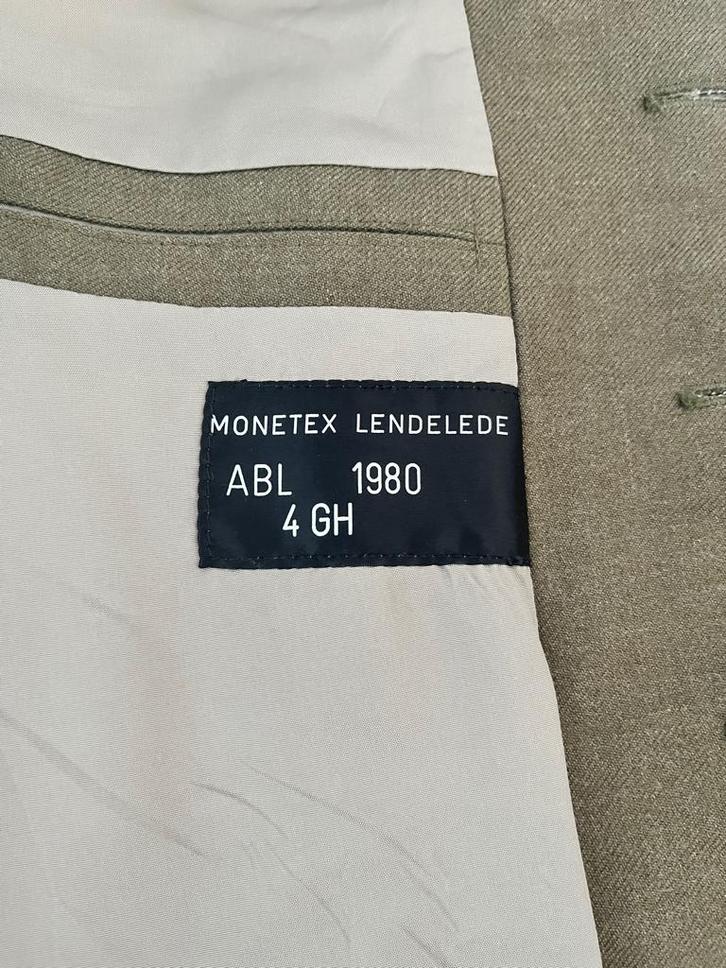 MONETEX LENDELEDE
ABL 1980
4 GH